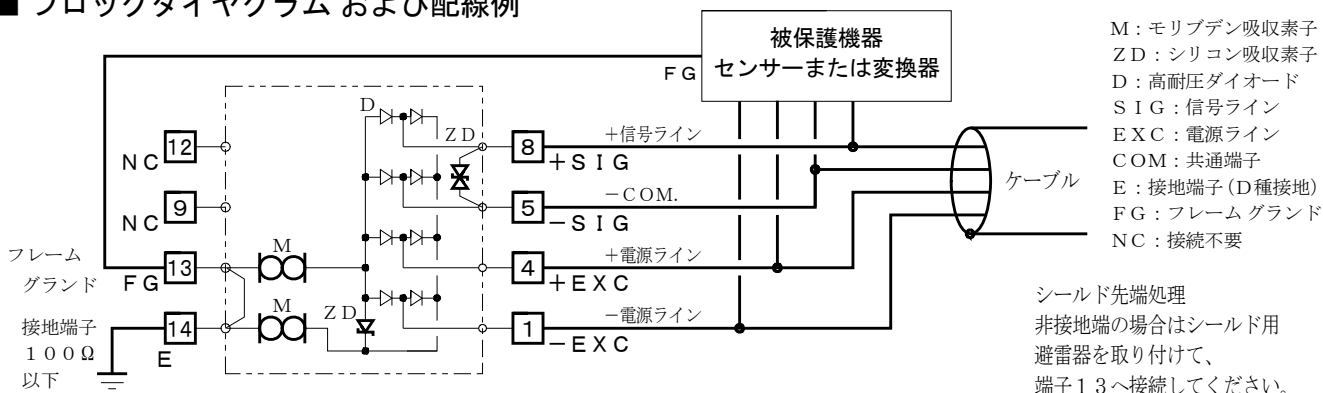 ■ ブロックダイヤグラム および配線例
被保護機器
センサーまたは変換器
FG
D
ZD
12
NC
9
NC
フレーム
グランド
13
FG
M
接地端子
100Ω
以下
14
E
M
ZD
8
+SIG
+信号ライン
5
-SIG
-COM.
4
+EXC
+電源ライン
1
-EXC
-電源ライン
ケーブル
M:モリブデン吸収素子
ZD:シリコン吸収素子
D:高耐圧ダイオード
SIG:信号ライン
EXC:電源ライン
COM:共通端子
E:接地端子(D種接地)
FG:フレームグランド
NC:接続不要
シールド先端処理
非接地端の場合はシールド用
避雷器を取り付けて、
端子13へ接続してください。